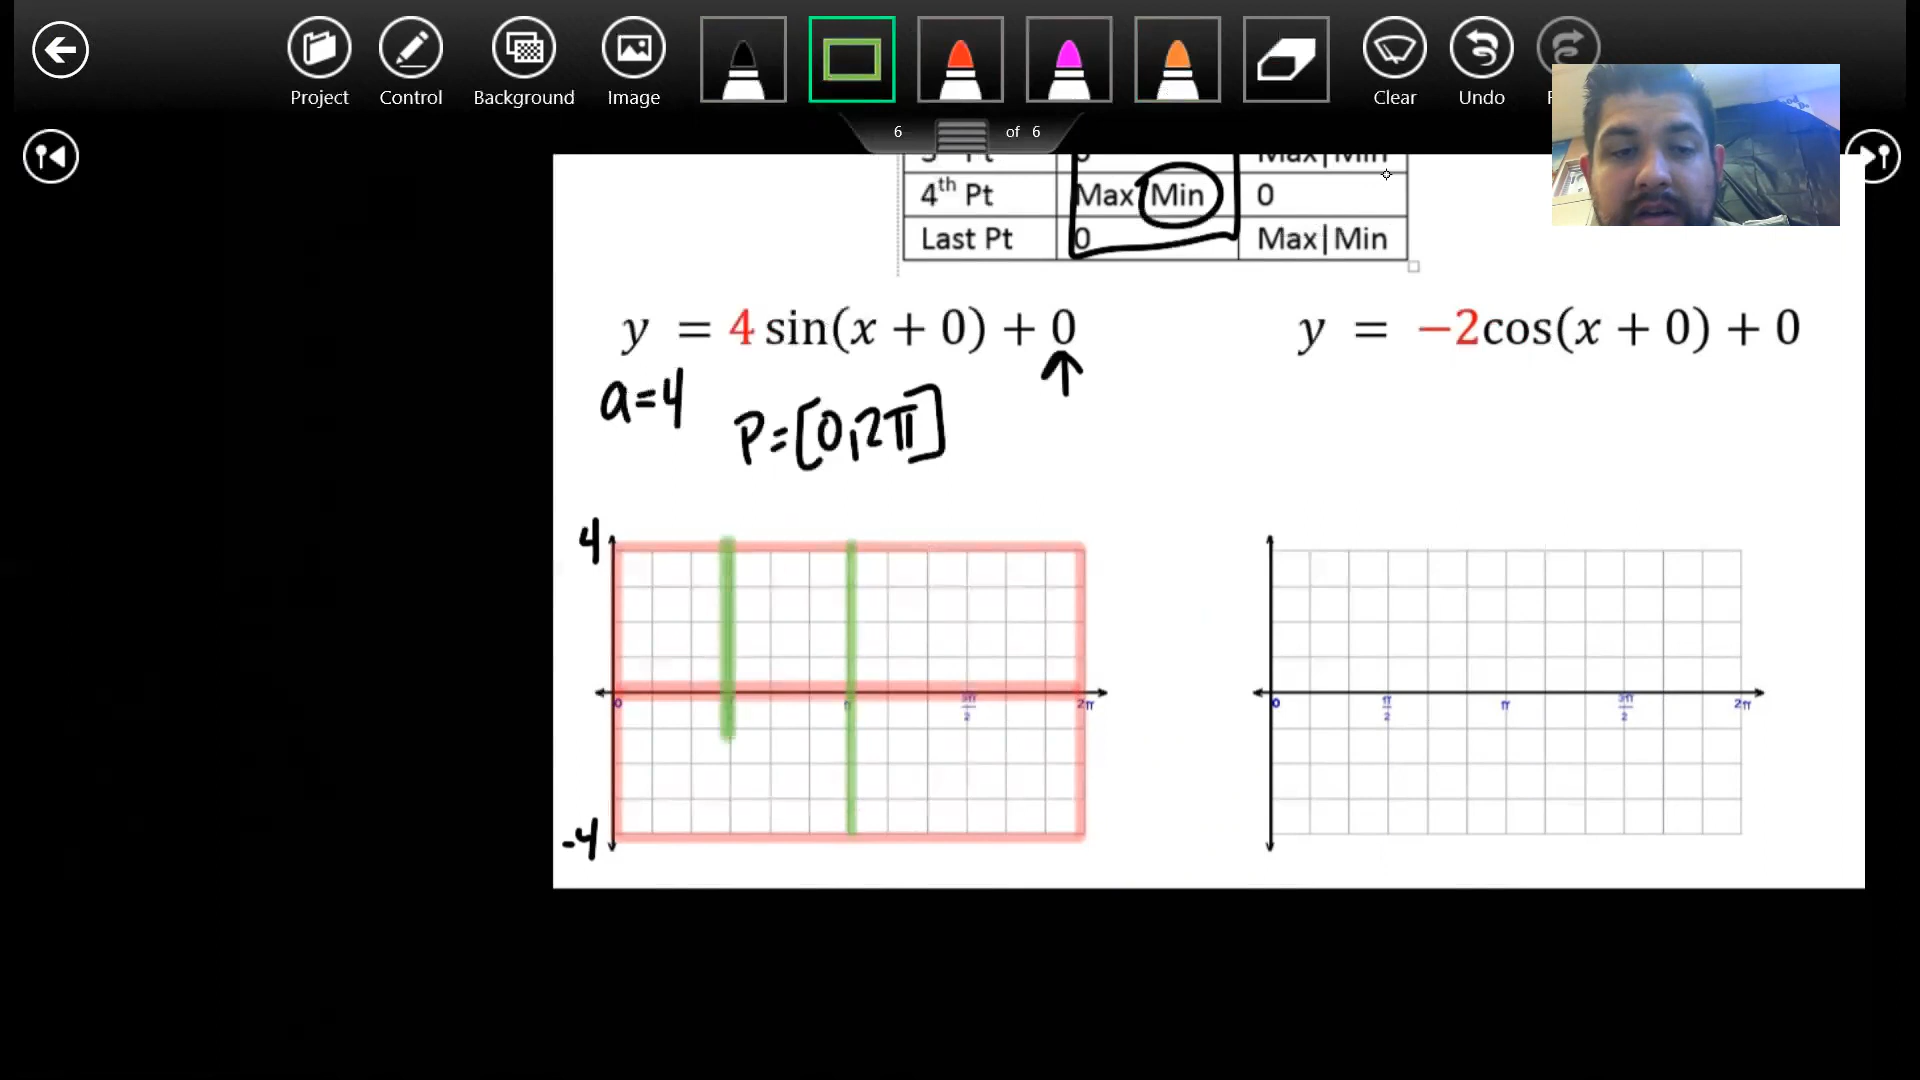 Project Control Background Image Clear Undo
6 of 6
Max|Min
4th Pt Max Min 0
Last Pt 0 Max|Min
y = 4 sin(x + 0) + 0
y = −2cos(x + 0) + 0
a=4
P=[0,2π]
4
0 π 3π/2 2π
0 π/2 π 3π/2 2π
-4